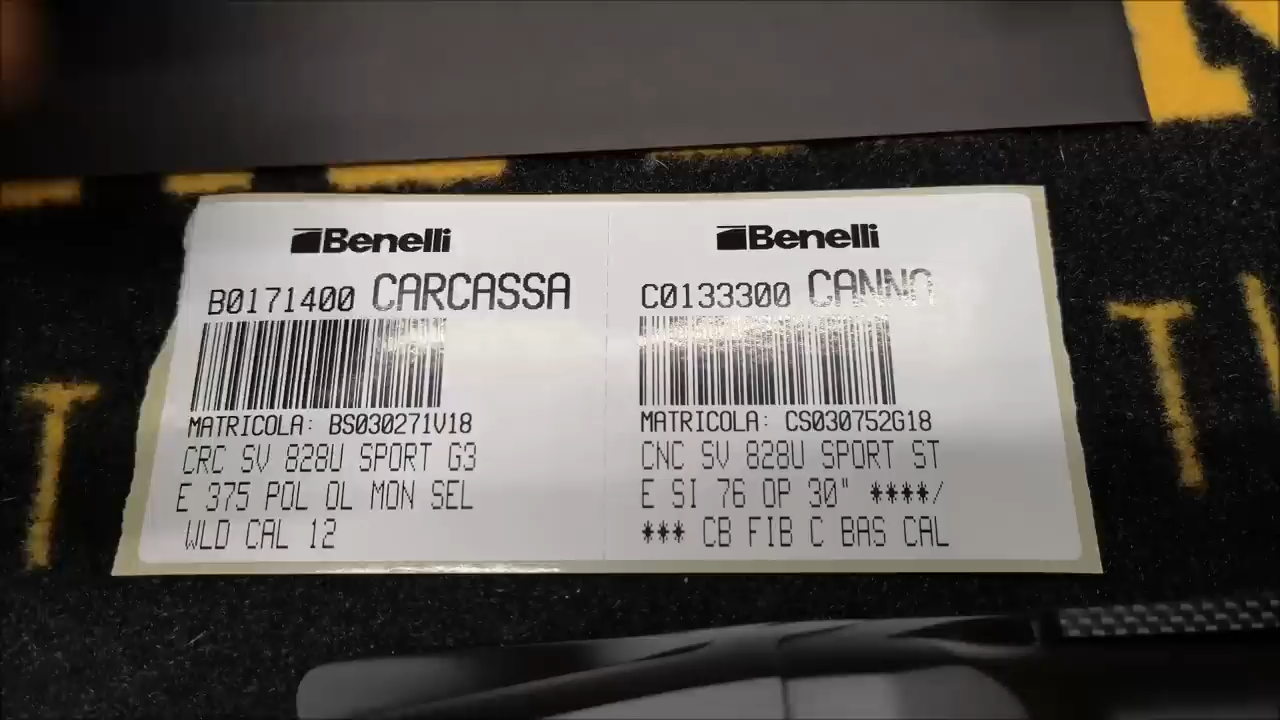 Benelli
B0171400 CARCASSA
MATRICOLA: BS030271V18
CRC SV 828U SPORT G3
E 375 POL OL MON SEL
WLD CAL 12
Benelli
C0133300 CANNA
MATRICOLA: CS030752G18
CNC SV 828U SPORT ST
E SI 76 OP 30" ****/
*** CB FIB C BAS CAL